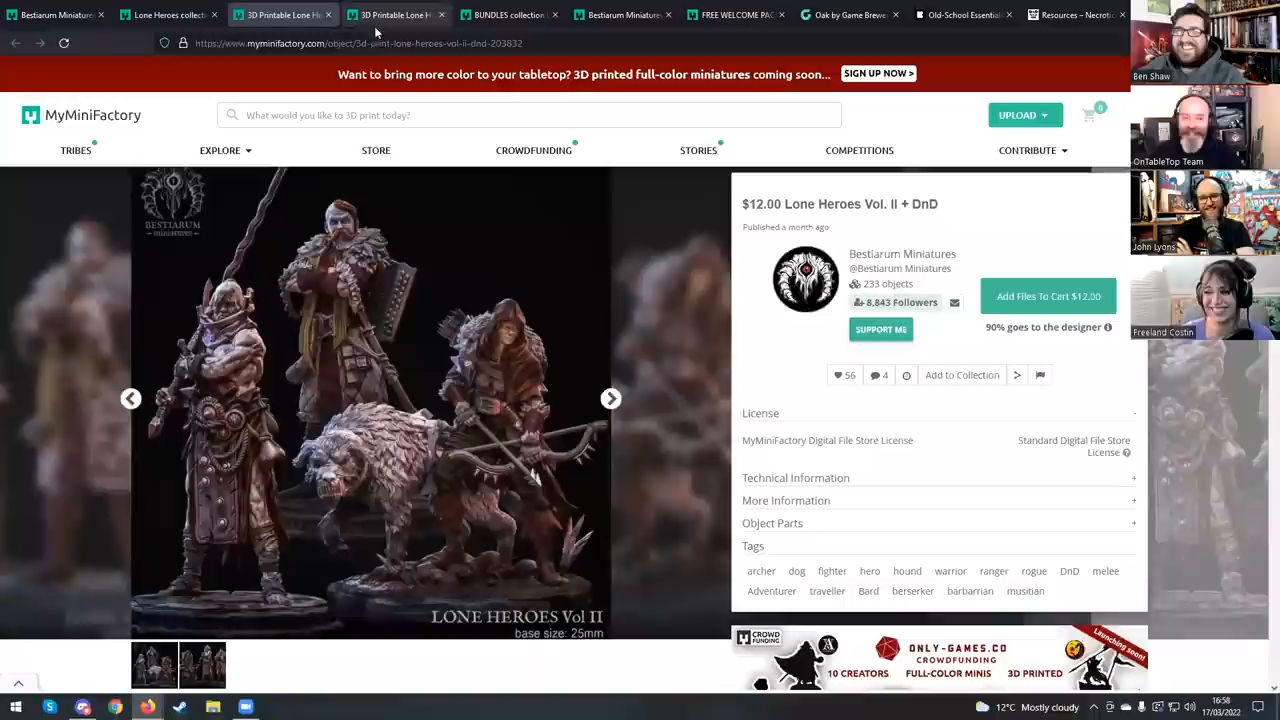 Bestiarum Miniatures
Lone Heroes collectic
3D Printable Lone He
3D Printable Lone H
BUNDLES collection
Bestiarum Miniatures
FREE WELCOME PAC
Oak by Game Brewe
Old-School Essential
Resources – Necrotic
https://www.myminifactory.com/object/3d-print-lone-heroes-vol-ii-dnd-203832
Want to bring more color to your tabletop? 3D printed full-color miniatures coming soon...
SIGN UP NOW >
MyMiniFactory
What would you like to 3D print today?
UPLOAD
0
TRIBES
EXPLORE
STORE
CROWDFUNDING
STORIES
COMPETITIONS
CONTRIBUTE
Ben Shaw
OnTableTop Team
John Lyons
Freeland Costin
BESTIARUM
MINIATURES
LONE HEROES Vol II
base size: 25mm
$12.00 Lone Heroes Vol. II + DnD
Published a month ago
Bestiarum Miniatures
@Bestiarum Miniatures
233 objects
8,843 Followers
SUPPORT ME
Add Files To Cart $12.00
90% goes to the designer
56
4
Add to Collection
License
-
MyMiniFactory Digital File Store License
Standard Digital File Store
License
Technical Information
+
More Information
+
Object Parts
+
Tags
archer dog fighter hero hound warrior ranger rogue DnD melee
Adventurer traveller Bard berserker barbarrian musitian
CROWD
FUNDING
ONLY-GAMES.CO
CROWDFUNDING
10 CREATORS FULL-COLOR MINIS 3D PRINTED
Launching soon!
12°C Mostly cloudy
16:58
17/03/2022